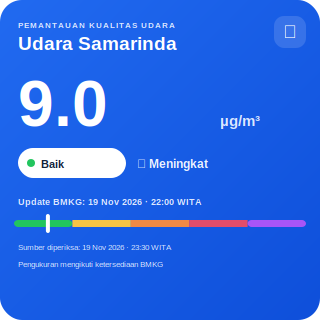 PEMANTAUAN KUALITAS UDARA
Udara Samarinda
9.0
µg/m³
Baik
Meningkat
Update BMKG: 19 Nov 2026 · 22:00 WITA
Sumber diperiksa: 19 Nov 2026 · 23:30 WITA
Pengukuran mengikuti ketersediaan BMKG